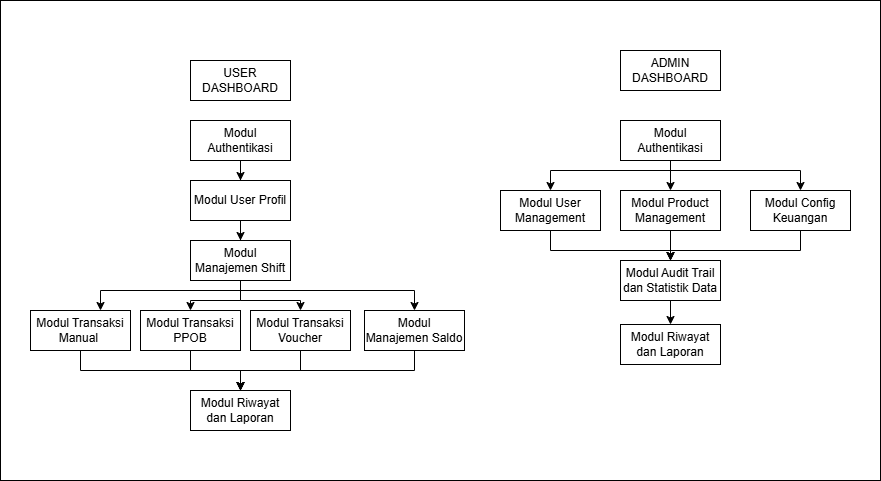 USER
DASHBOARD
Modul
Authentikasi
Modul User Profil
Modul
Manajemen Shift
Modul Transaksi
Manual
Modul Transaksi
PPOB
Modul Transaksi
Voucher
Modul
Manajemen Saldo
Modul Riwayat
dan Laporan
ADMIN
DASHBOARD
Modul
Authentikasi
Modul User
Management
Modul Product
Management
Modul Config
Keuangan
Modul Audit Trail
dan Statistik Data
Modul Riwayat
dan Laporan